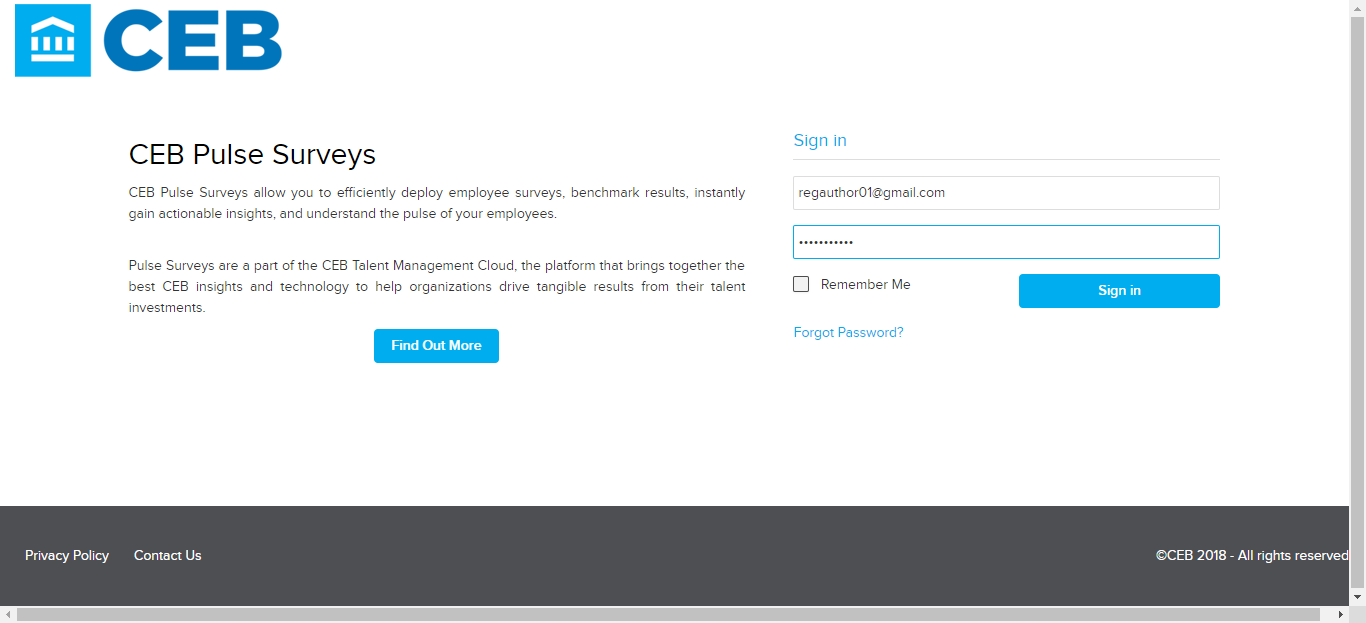 CEB
CEB Pulse Surveys
CEB Pulse Surveys allow you to efficiently deploy employee surveys, benchmark results, instantly
gain actionable insights, and understand the pulse of your employees.
Pulse Surveys are a part of the CEB Talent Management Cloud, the platform that brings together the
best CEB insights and technology to help organizations drive tangible results from their talent
investments.
Find Out More
Sign in
regauthor01@gmail.com
•••••••••••
Remember Me
Sign in
Forgot Password?
Privacy Policy
Contact Us
©CEB 2018 - All rights reserved